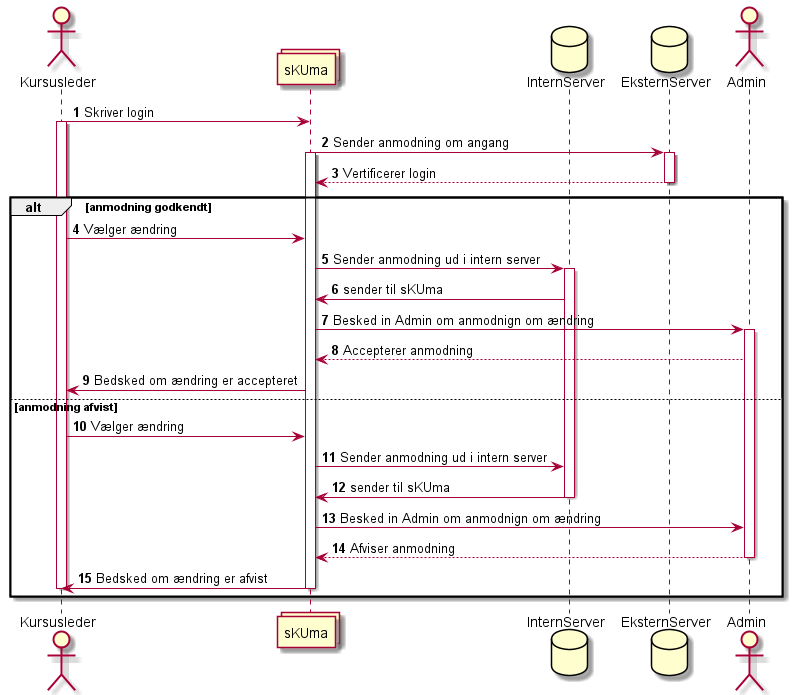 Kursusleder
sKUma
InternServer
EksternServer
Admin
1 Skriver login
2 Sender anmodning om angang
3 Vertificerer login
alt [anmodning godkendt]
4 Vælger ændring
5 Sender anmodning ud i intern server
6 sender til sKUma
7 Besked in Admin om anmodnign om ændring
8 Accepterer anmodning
9 Bedsked om ændring er accepteret
[anmodning afvist]
10 Vælger ændring
11 Sender anmodning ud i intern server
12 sender til sKUma
13 Besked in Admin om anmodnign om ændring
14 Afviser anmodning
15 Bedsked om ændring er afvist
Kursusleder
sKUma
InternServer
EksternServer
Admin